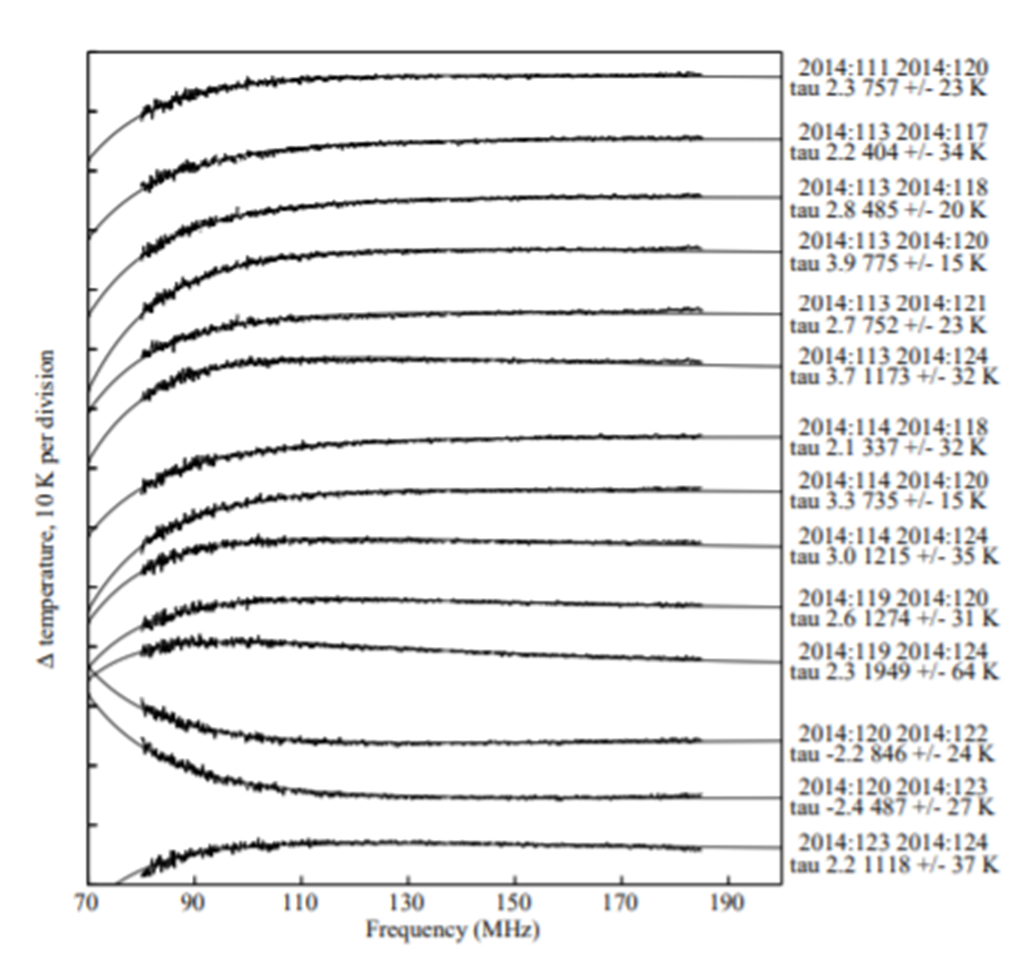 2014:111 2014:120
tau 2.3 757 +/- 23 K
2014:113 2014:117
tau 2.2 404 +/- 34 K
2014:113 2014:118
tau 2.8 485 +/- 20 K
2014:113 2014:120
tau 3.9 775 +/- 15 K
2014:113 2014:121
tau 2.7 752 +/- 23 K
2014:113 2014:124
tau 3.7 1173 +/- 32 K
2014:114 2014:118
tau 2.1 337 +/- 32 K
2014:114 2014:120
tau 3.3 735 +/- 15 K
2014:114 2014:124
tau 3.0 1215 +/- 35 K
2014:119 2014:120
tau 2.6 1274 +/- 31 K
2014:119 2014:124
tau 2.3 1949 +/- 64 K
2014:120 2014:122
tau -2.2 846 +/- 24 K
2014:120 2014:123
tau -2.4 487 +/- 27 K
2014:123 2014:124
tau 2.2 1118 +/- 37 K
Δ temperature, 10 K per division
70 90 110 130 150 170 190
Frequency (MHz)